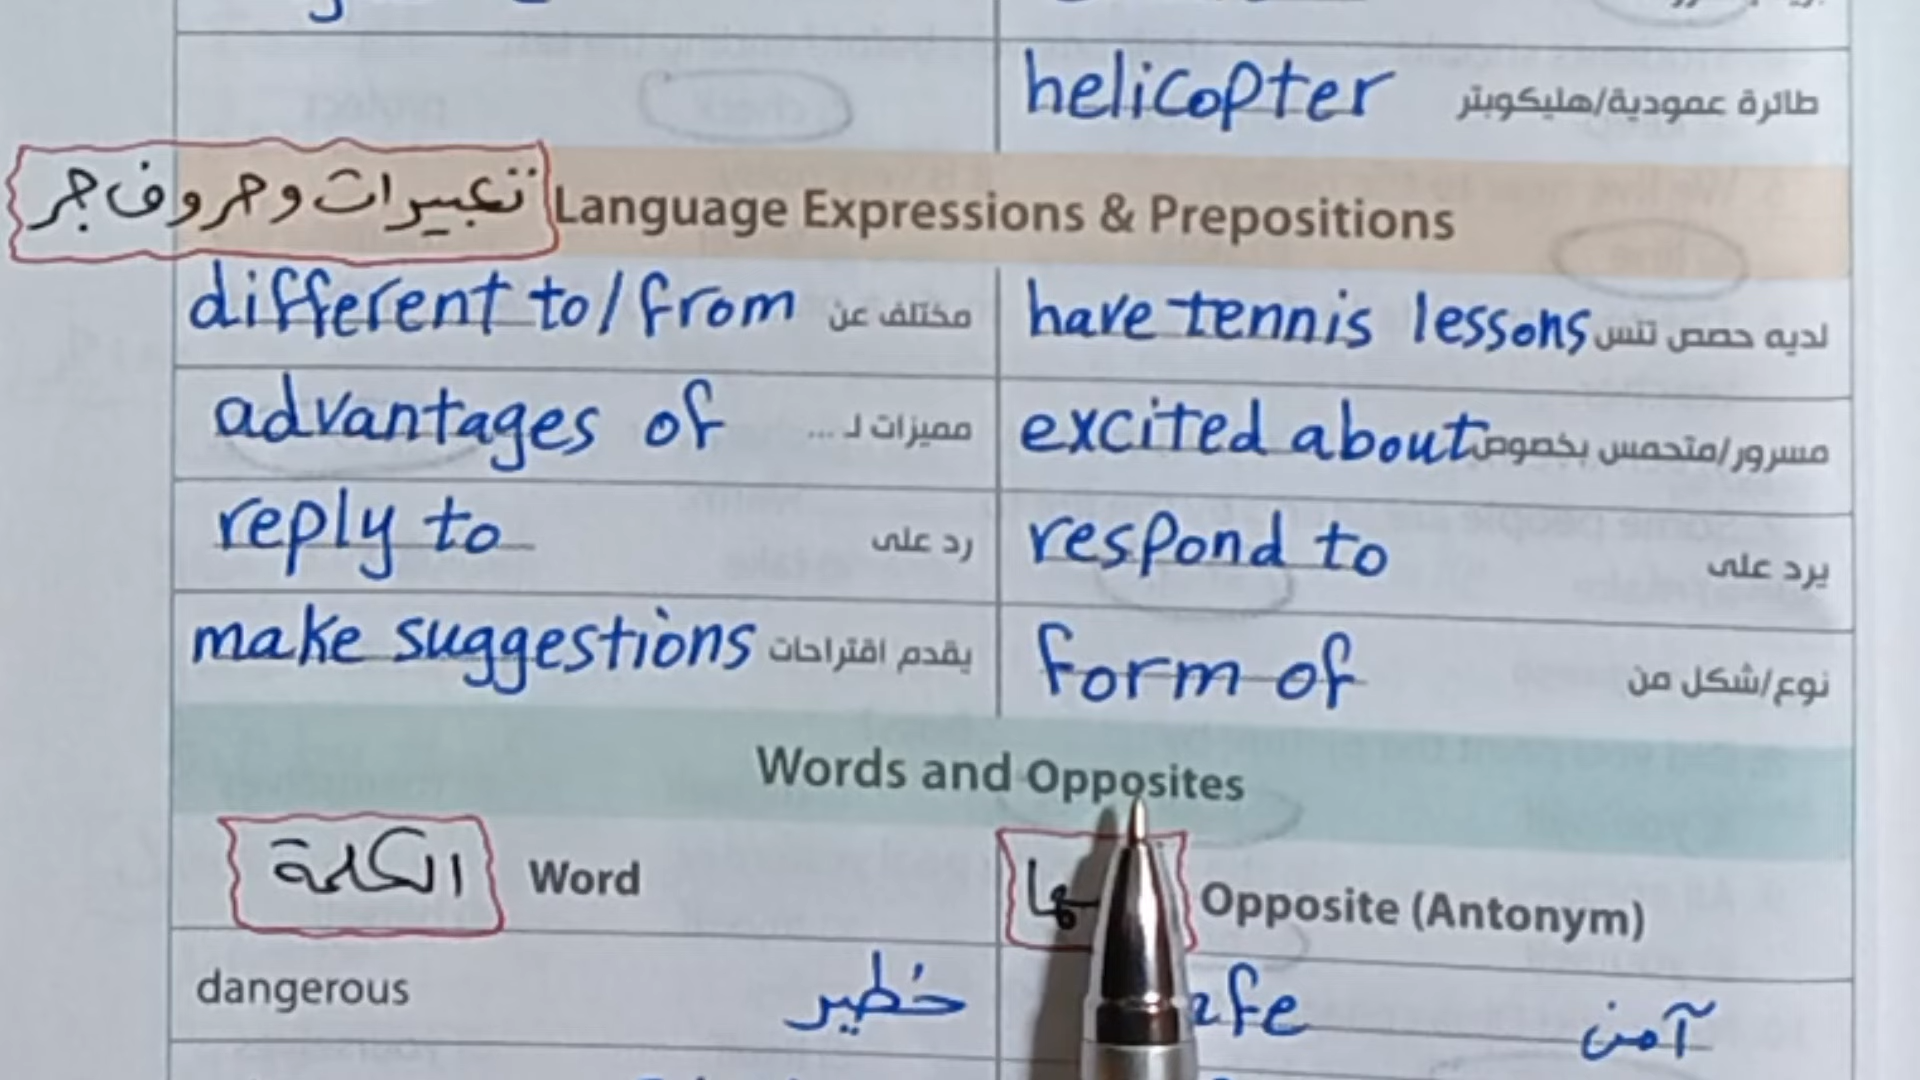 helicopter طائرة عمودية/هليكوبتر
تعبيرات وحروف جر Language Expressions & Prepositions
different to/from مختلف عن have tennis lessons لديه حصص تنس
advantages of مميزات لـ ... excited about مسرور/متحمس بخصوص
reply to رد على respond to يرد على
make suggestions يقدم اقتراحات form of نوع/شكل من
Words and Opposites
الكلمة Word Opposite (Antonym)
dangerous خطير آمن